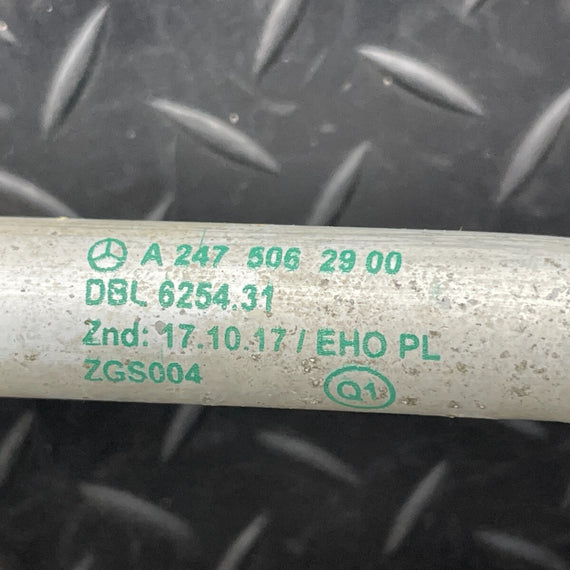 A 247 506 29 00
DBL 6254.31
Znd: 17.10.17 / EHO PL
ZGS004
Q1